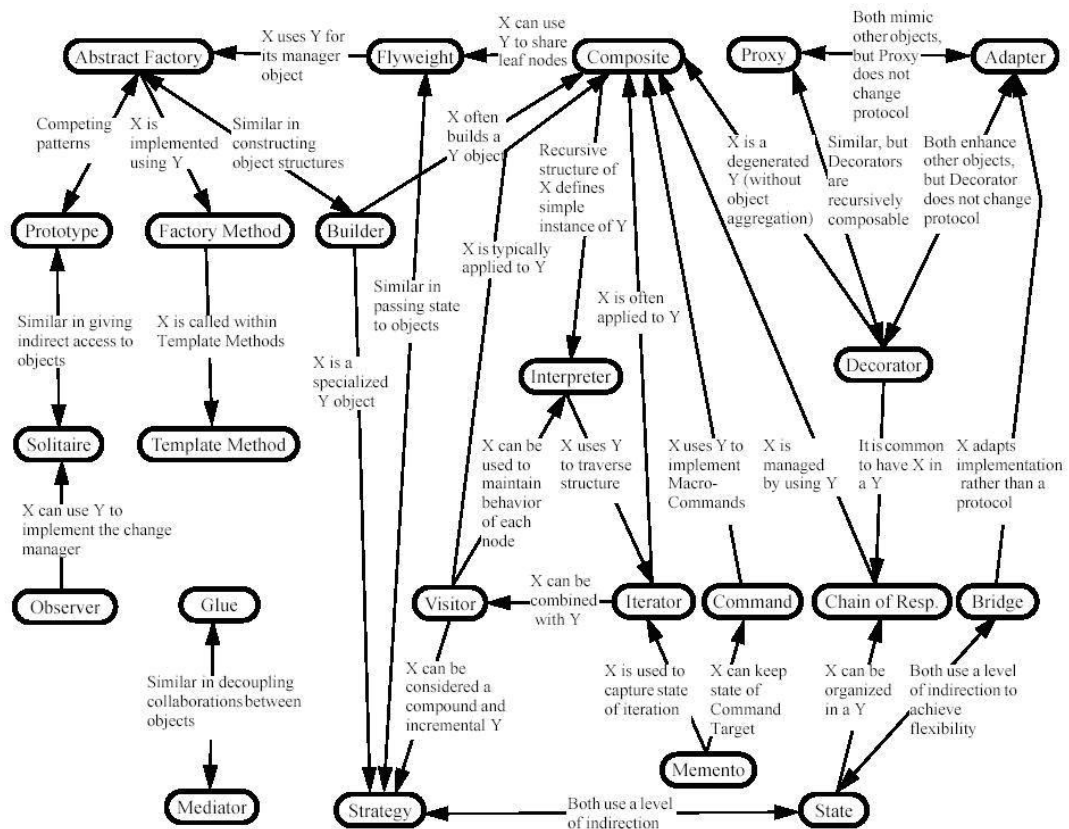 X uses Y for
its manager
object
X can use
Y to share
leaf nodes
Both mimic
other objects,
but Proxy
does not
change
protocol
Abstract Factory
Flyweight
Composite
Proxy
Adapter
Competing
patterns
X is
implemented
using Y
Similar in
constructing
object structures
X often
builds a
Y object
Recursive
structure of
X defines
simple
instance of Y
X is a
degenerated
Y (without
object
aggregation)
Similar, but
Decorators
are
recursively
composable
Both enhance
other objects,
but Decorator
does not change
protocol
Prototype
Factory Method
Builder
X is typically
applied to Y
Similar in
passing state
to objects
X is often
applied to Y
Similar in giving
indirect access to
objects
X is called within
Template Methods
X is a
specialized
Y object
Interpreter
Decorator
Solitaire
Template Method
X can be
used to
maintain
behavior
of each
node
X uses Y
to traverse
structure
X uses Y to
implement
Macro-
Commands
X is
managed
by using Y
It is common
to have X in
a Y
X adapts
implementation
rather than a
protocol
X can use Y to
implement the change
manager
Observer
Glue
Visitor
X can be
combined
with Y
Iterator
Command
Chain of Resp.
Bridge
Similar in decoupling
collaborations between
objects
X can be
considered a
compound and
incremental Y
X is used to
capture state
of iteration
X can keep
state of
Command
Target
X can be
organized
in a Y
Both use a level
of indirection to
achieve
flexibility
Memento
Mediator
Strategy
Both use a level
of indirection
State